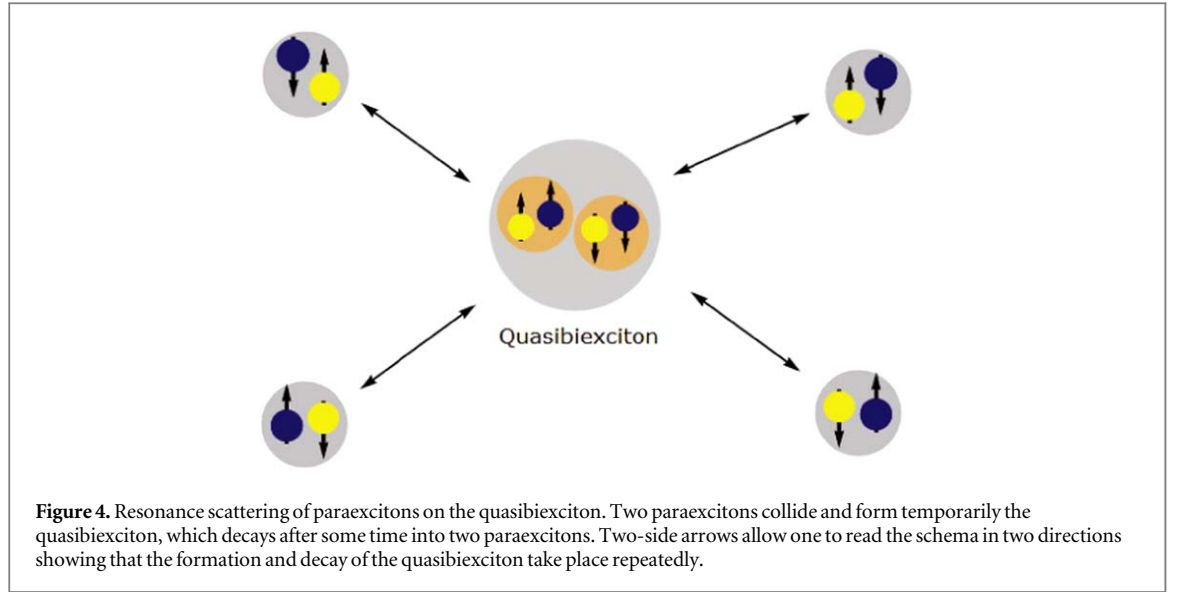 Quasibiexciton
Figure 4. Resonance scattering of paraexcitons on the quasibiexciton. Two paraexcitons collide and form temporarily the
quasibiexciton, which decays after some time into two paraexcitons. Two-side arrows allow one to read the schema in two directions
showing that the formation and decay of the quasibiexciton take place repeatedly.